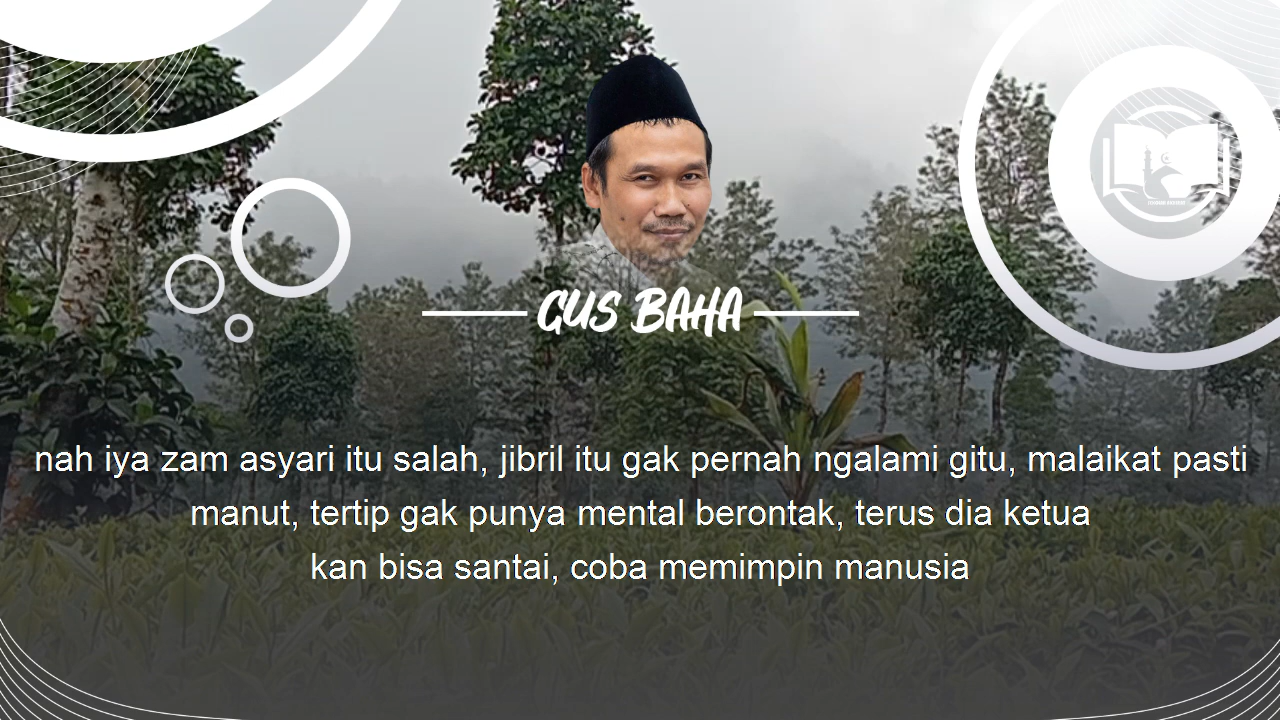 GUS BAHA
nah iya zam asyari itu salah, jibril itu gak pernah ngalami gitu, malaikat pasti
manut, tertip gak punya mental berontak, terus dia ketua
kan bisa santai, coba memimpin manusia